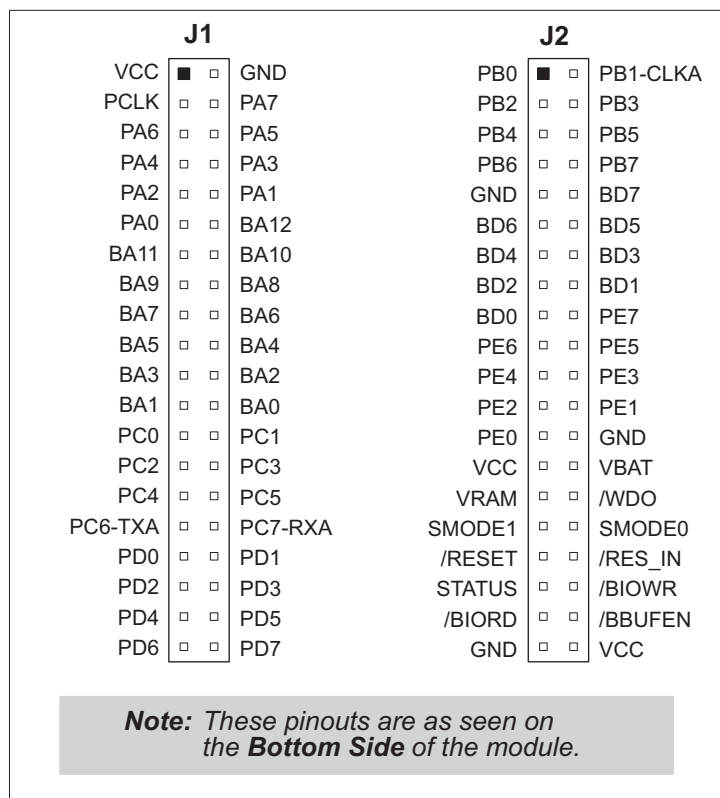 J1 J2
VCC GND PB0 PB1-CLKA
PCLK PA7 PB2 PB3
PA6 PA5 PB4 PB5
PA4 PA3 PB6 PB7
PA2 PA1 GND BD7
PA0 BA12 BD6 BD5
BA11 BA10 BD4 BD3
BA9 BA8 BD2 BD1
BA7 BA6 BD0 PE7
BA5 BA4 PE6 PE5
BA3 BA2 PE4 PE3
BA1 BA0 PE2 PE1
PC0 PC1 PE0 GND
PC2 PC3 VCC VBAT
PC4 PC5 VRAM /WDO
PC6-TXA PC7-RXA SMODE1 SMODE0
PD0 PD1 /RESET /RES_IN
PD2 PD3 STATUS /BIOWR
PD4 PD5 /BIORD /BBUFEN
PD6 PD7 GND VCC
Note: These pinouts are as seen on
the Bottom Side of the module.